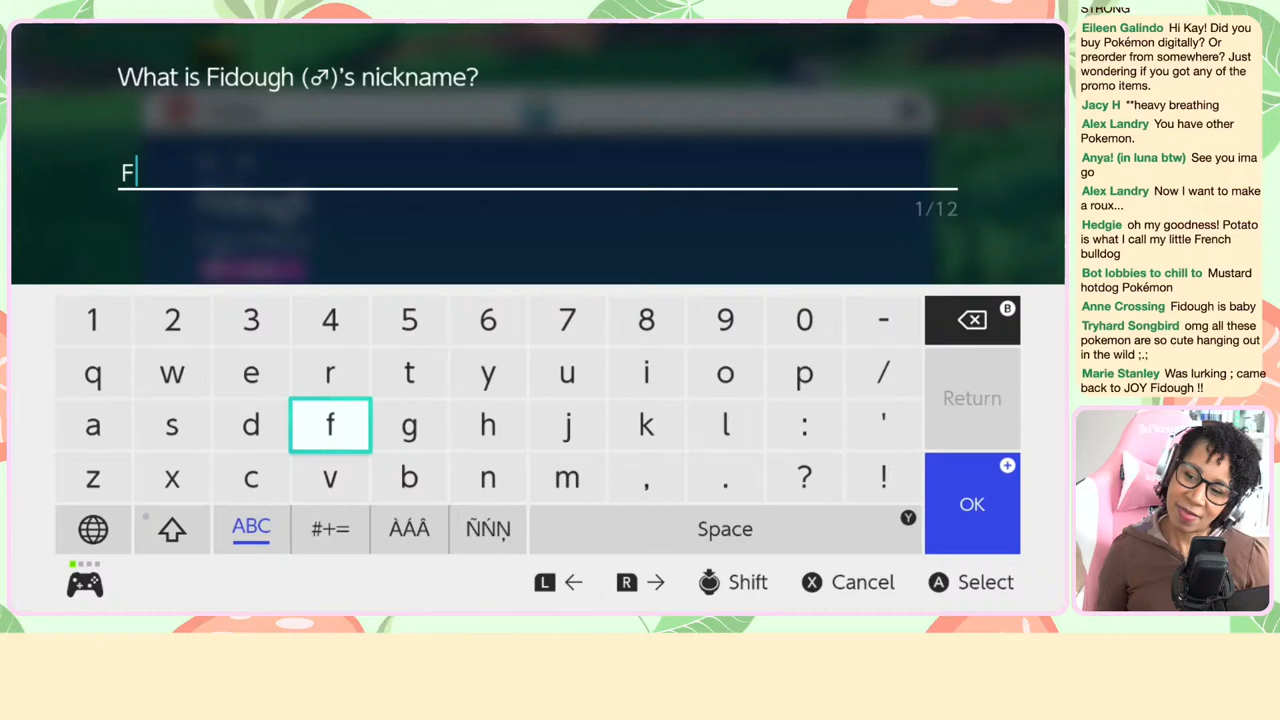 What is Fidough (♂)'s nickname?
F
1/12
1 2 3 4 5 6 7 8 9 0 -
B
q w e r t y u i o p /
Return
a s d f g h j k l : '
z x c v b n m , . ? !
+
OK
ABC #+= ÀÁÂ ÑŃŅ Space Y
L ← R → Shift X Cancel A Select
STRONG
Eileen Galindo Hi Kay! Did you
buy Pokémon digitally? Or
preorder from somewhere? Just
wondering if you got any of the
promo items.
Jacy H **heavy breathing
Alex Landry You have other
Pokemon.
Anya! (in luna btw) See you ima
go
Alex Landry Now I want to make
a roux...
Hedgie oh my goodness! Potato
is what I call my little French
bulldog
Bot lobbies to chill to Mustard
hotdog Pokémon
Anne Crossing Fidough is baby
Tryhard Songbird omg all these
pokemon are so cute hanging out
in the wild ;.;
Marie Stanley Was lurking ; came
back to JOY Fidough !!